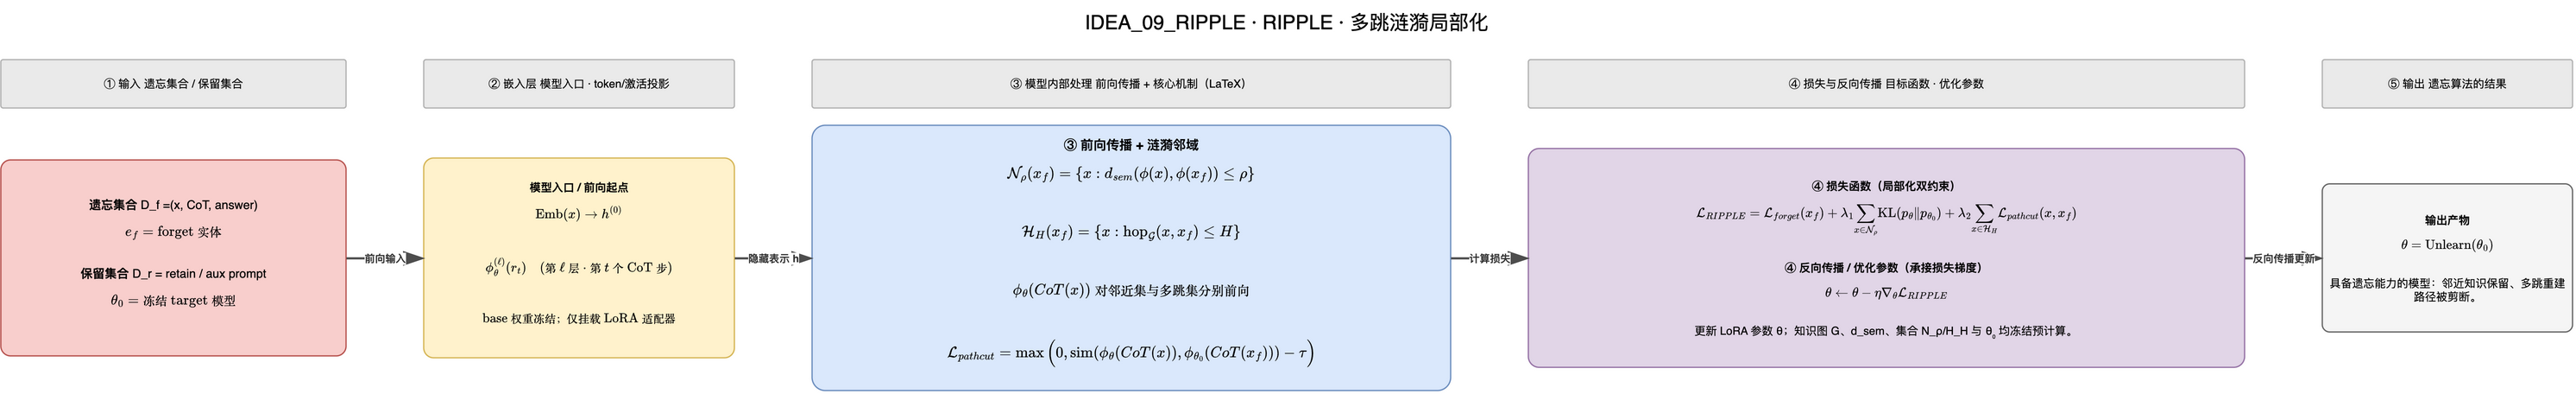 IDEA_09_RIPPLE · RIPPLE · 多跳涟漪局部化
① 输入 遗忘集合 / 保留集合
② 嵌入层 模型入口 · token/激活投影
③ 模型内部处理 前向传播 + 核心机制（LaTeX）
④ 损失与反向传播 目标函数 · 优化参数
⑤ 输出 遗忘算法的结果
遗忘集合 D_f =(x, CoT, answer)
e_f = forget 实体
保留集合 D_r = retain / aux prompt
θ_0 = 冻结 target 模型
前向输入
模型入口 / 前向起点
Emb(x) → h^{(0)}
ϕ_θ^{(ℓ)}(r_t) （第 ℓ 层 · 第 t 个 CoT 步）
base 权重冻结；仅挂载 LoRA 适配器
隐藏表示 h
③ 前向传播 + 涟漪邻域
𝒩_ρ(x_f) = {x : d_{sem}(ϕ(x), ϕ(x_f)) ≤ ρ}
ℋ_H(x_f) = {x : hop_𝒢(x, x_f) ≤ H}
ϕ_θ(CoT(x)) 对邻近集与多跳集分别前向
ℒ_{pathcut} = max(0, sim(ϕ_θ(CoT(x)), ϕ_{θ_0}(CoT(x_f))) − τ)
计算损失
④ 损失函数（局部化双约束）
ℒ_{RIPPLE} = ℒ_{forget}(x_f) + λ_1 ∑_{x∈𝒩_ρ} KL(p_θ‖p_{θ_0}) + λ_2 ∑_{x∈ℋ_H} ℒ_{pathcut}(x, x_f)
④ 反向传播 / 优化参数（承接损失梯度）
θ ← θ − η∇_θℒ_{RIPPLE}
更新 LoRA 参数 θ；知识图 G、d_sem、集合 N_ρ/H_H 与 θ₀ 均冻结预计算。
反向传播更新
输出产物
θ = Unlearn(θ_0)
具备遗忘能力的模型：邻近知识保留、多跳重建
路径被剪断。